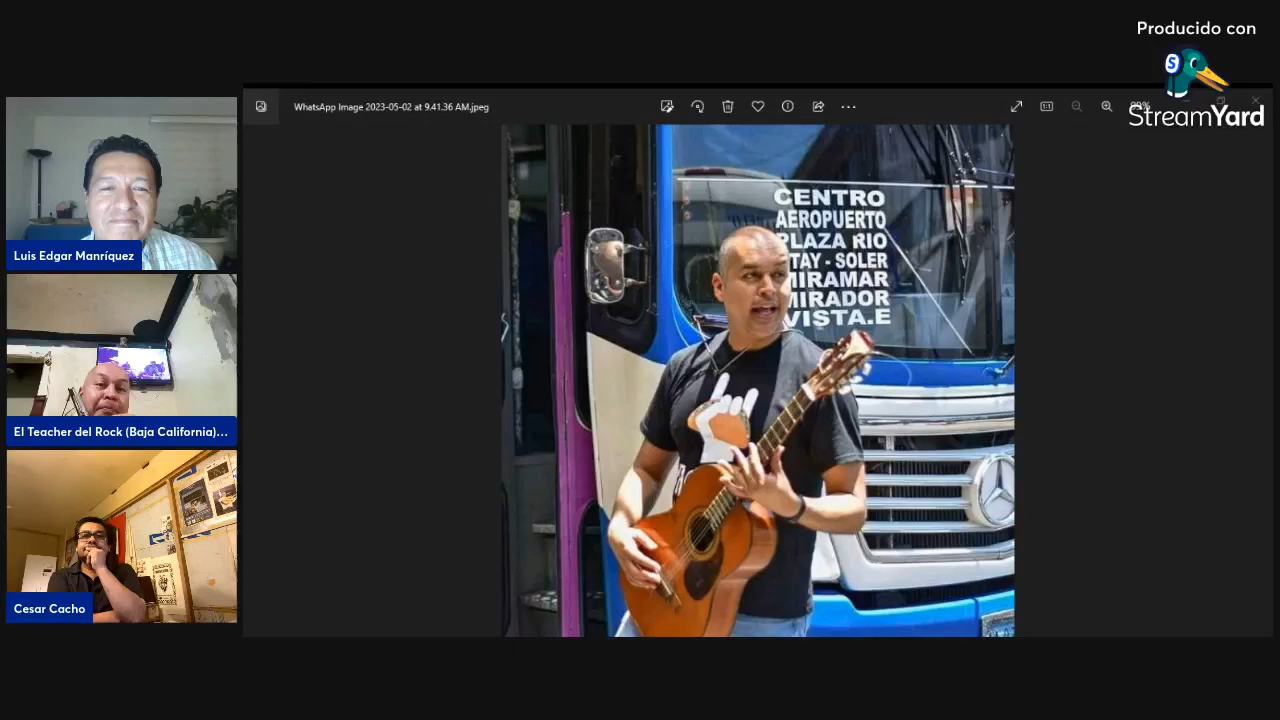 Producido con
StreamYard
WhatsApp Image 2023-05-02 at 9.41.36 AM.jpeg
Luis Edgar Manríquez
El Teacher del Rock (Baja California)...
Cesar Cacho
CENTRO
AEROPUERTO
PLAZA RIO
TAY - SOLER
MIRAMAR
MIRADOR
VISTA.E